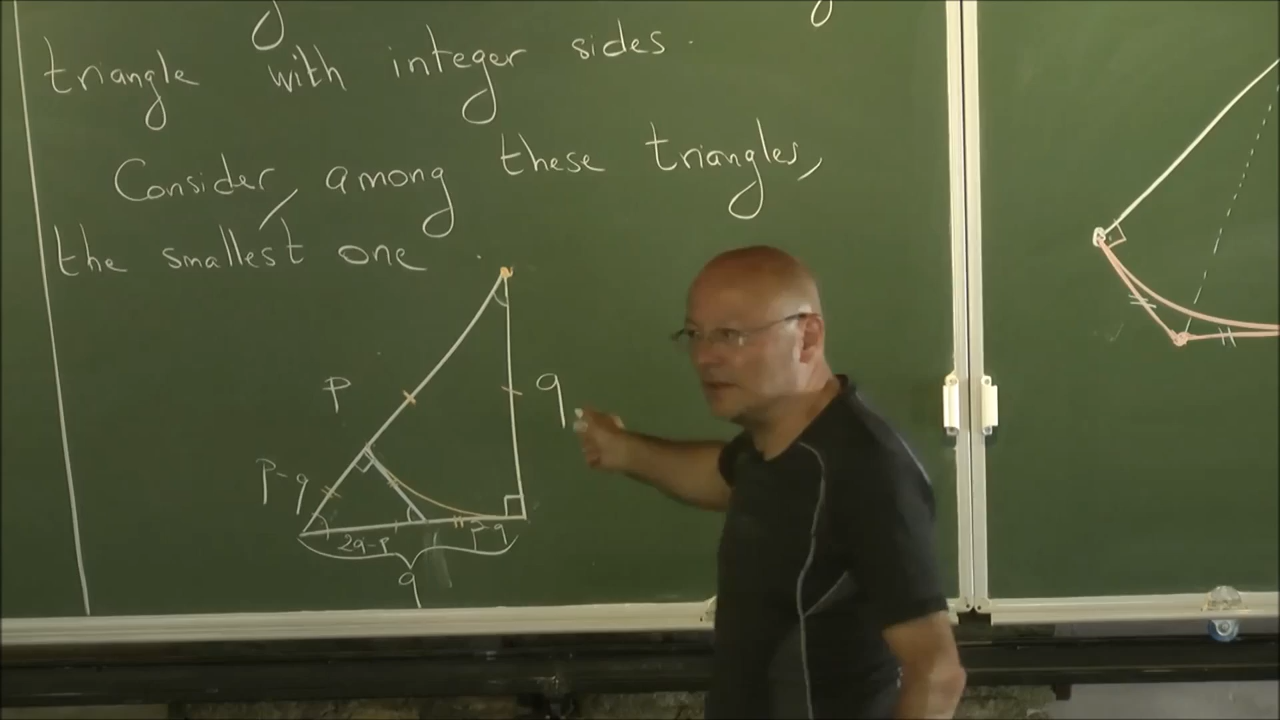 triangle with integer sides.
Consider, among these triangles,
the smallest one
p
q
p-q
2q-p
p-q
q